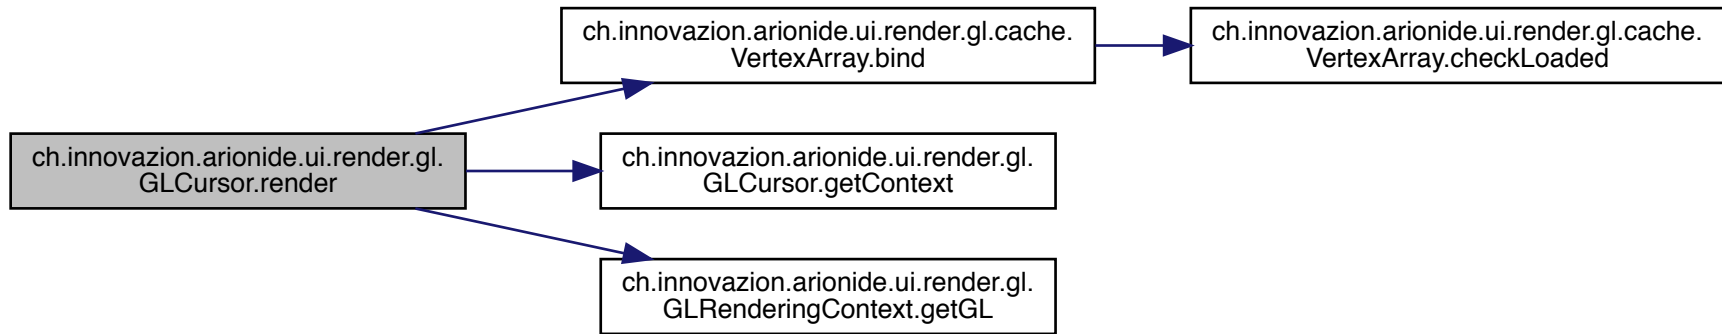 ch.innovazion.arionide.ui.render.gl.
GLCursor.render
ch.innovazion.arionide.ui.render.gl.cache.
VertexArray.bind
ch.innovazion.arionide.ui.render.gl.cache.
VertexArray.checkLoaded
ch.innovazion.arionide.ui.render.gl.
GLCursor.getContext
ch.innovazion.arionide.ui.render.gl.
GLRenderingContext.getGL